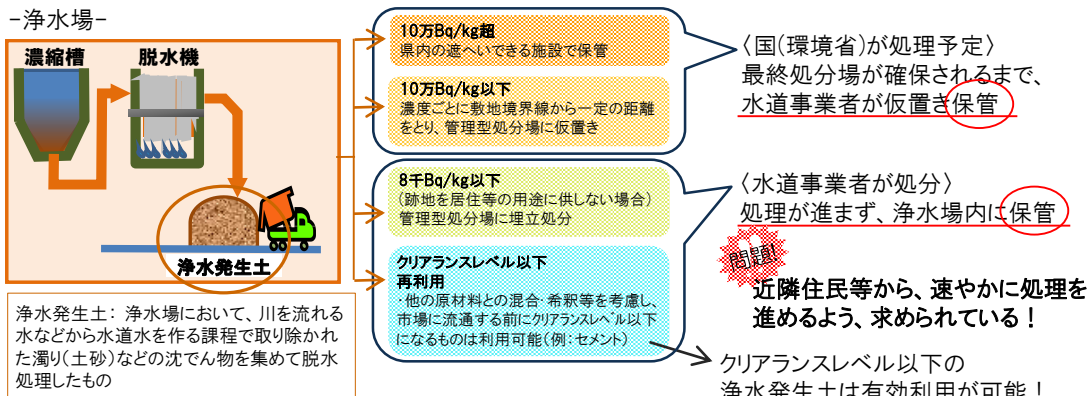 -浄水場-
濃縮槽
脱水機
浄水発生土
浄水発生土： 浄水場において、川を流れる
水などから水道水を作る課程で取り除かれ
た濁り(土砂)などの沈でん物を集めて脱水
処理したもの
10万Bq/kg超
県内の遮へいできる施設で保管
10万Bq/kg以下
濃度ごとに敷地境界線から一定の距離
をとり、管理型処分場に仮置き
8千Bq/kg以下
(跡地を居住等の用途に供しない場合)
管理型処分場に埋立処分
クリアランスレベル以下
再利用
・他の原材料との混合・希釈等を考慮し、
市場に流通する前にクリアランスレベル以下
になるものは利用可能(例：セメント)
〈国(環境省)が処理予定〉
最終処分場が確保されるまで、
水道事業者が仮置き保管
〈水道事業者が処分〉
処理が進まず、浄水場内に保管
問題!
近隣住民等から、速やかに処理を
進めるよう、求められている！
クリアランスレベル以下の
浄水発生土は有効利用が可能！